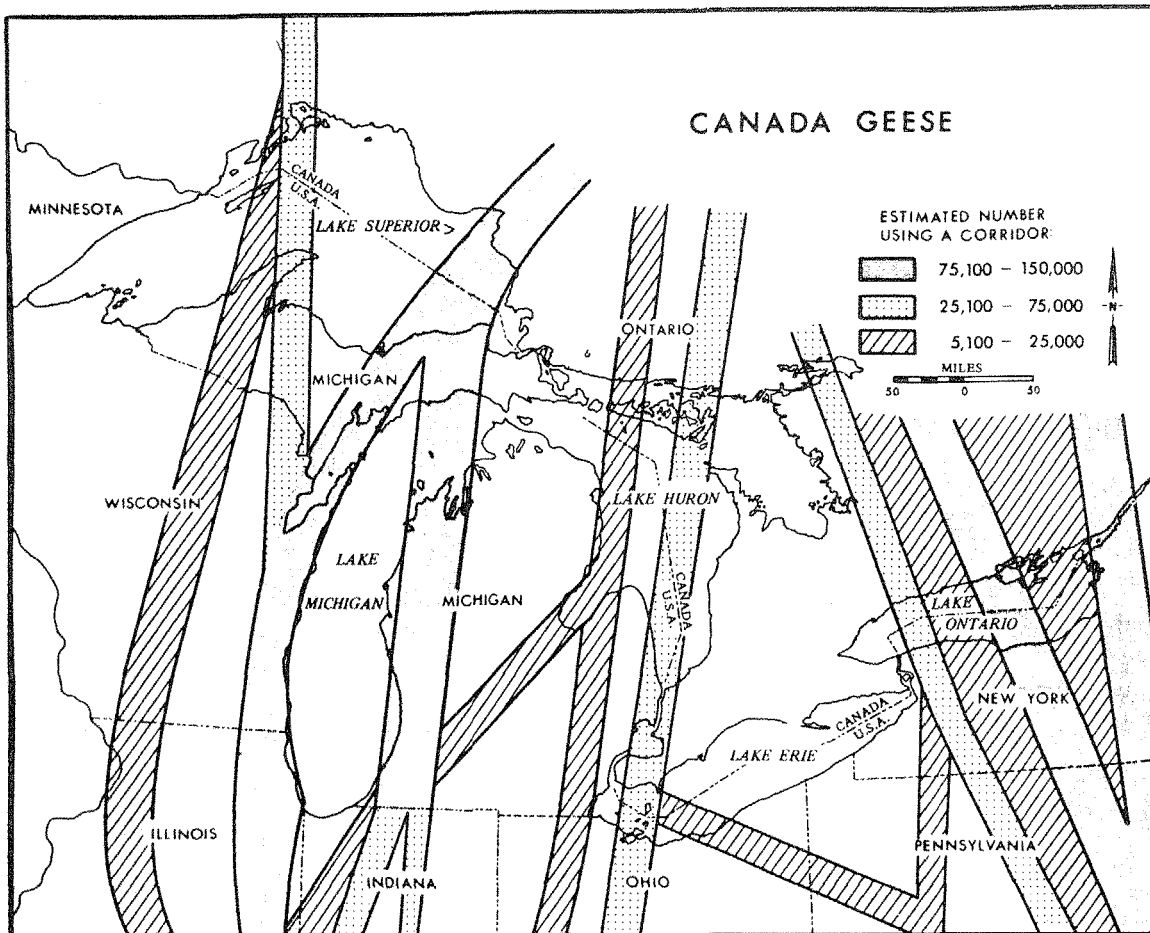 CANADA GEESE
ESTIMATED NUMBER
USING A CORRIDOR:
75,100 – 150,000
25,100 – 75,000
5,100 – 25,000
-N-
MILES
50 0 50
CANADA
U.S.A.
MINNESOTA
LAKE SUPERIOR
ONTARIO
MICHIGAN
WISCONSIN
LAKE HURON
LAKE
MICHIGAN
MICHIGAN
CANADA
U.S.A.
LAKE
ONTARIO
NEW YORK
CANADA
U.S.A.
LAKE ERIE
ILLINOIS
INDIANA
OHIO
PENNSYLVANIA